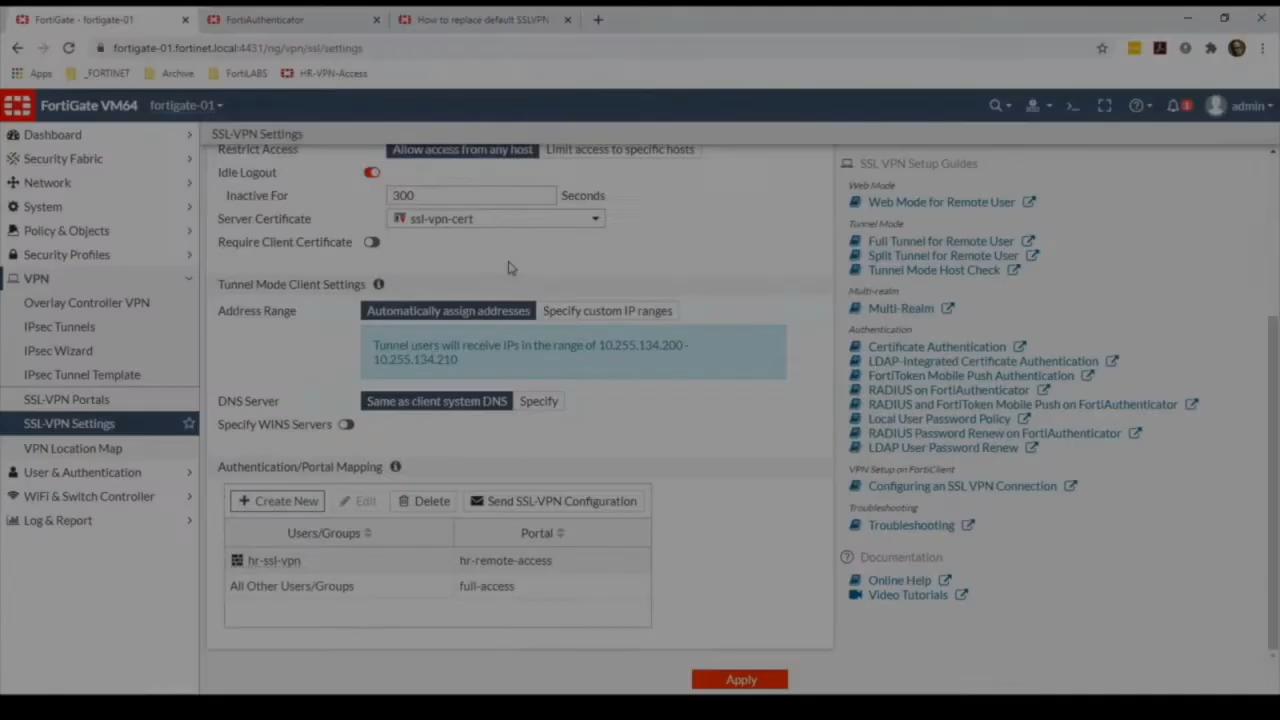 FortiGate - fortigate-01
FortiAuthenticator
How to replace default SSLVPN
fortigate-01.fortinet.local:4431/ng/vpn/ssl/settings
Apps
_FORTINET
Archive
FortiLABS
HR-VPN-Access
FortiGate VM64
fortigate-01
1
admin
Dashboard
Security Fabric
Network
System
Policy & Objects
Security Profiles
VPN
Overlay Controller VPN
IPsec Tunnels
IPsec Wizard
IPsec Tunnel Template
SSL-VPN Portals
SSL-VPN Settings
VPN Location Map
User & Authentication
WiFi & Switch Controller
Log & Report
SSL-VPN Settings
Restrict Access
Allow access from any host
Limit access to specific hosts
Idle Logout
Inactive For
300
Seconds
Server Certificate
ssl-vpn-cert
Require Client Certificate
Tunnel Mode Client Settings
Address Range
Automatically assign addresses
Specify custom IP ranges
Tunnel users will receive IPs in the range of 10.255.134.200 -
10.255.134.210
DNS Server
Same as client system DNS
Specify
Specify WINS Servers
Authentication/Portal Mapping
Create New
Edit
Delete
Send SSL-VPN Configuration
Users/Groups
Portal
hr-ssl-vpn
hr-remote-access
All Other Users/Groups
full-access
Apply
SSL VPN Setup Guides
Web Mode
Web Mode for Remote User
Tunnel Mode
Full Tunnel for Remote User
Split Tunnel for Remote User
Tunnel Mode Host Check
Multi-realm
Multi-Realm
Authentication
Certificate Authentication
LDAP-Integrated Certificate Authentication
FortiToken Mobile Push Authentication
RADIUS on FortiAuthenticator
RADIUS and FortiToken Mobile Push on FortiAuthenticator
Local User Password Policy
RADIUS Password Renew on FortiAuthenticator
LDAP User Password Renew
VPN Setup on FortiClient
Configuring an SSL VPN Connection
Troubleshooting
Troubleshooting
Documentation
Online Help
Video Tutorials